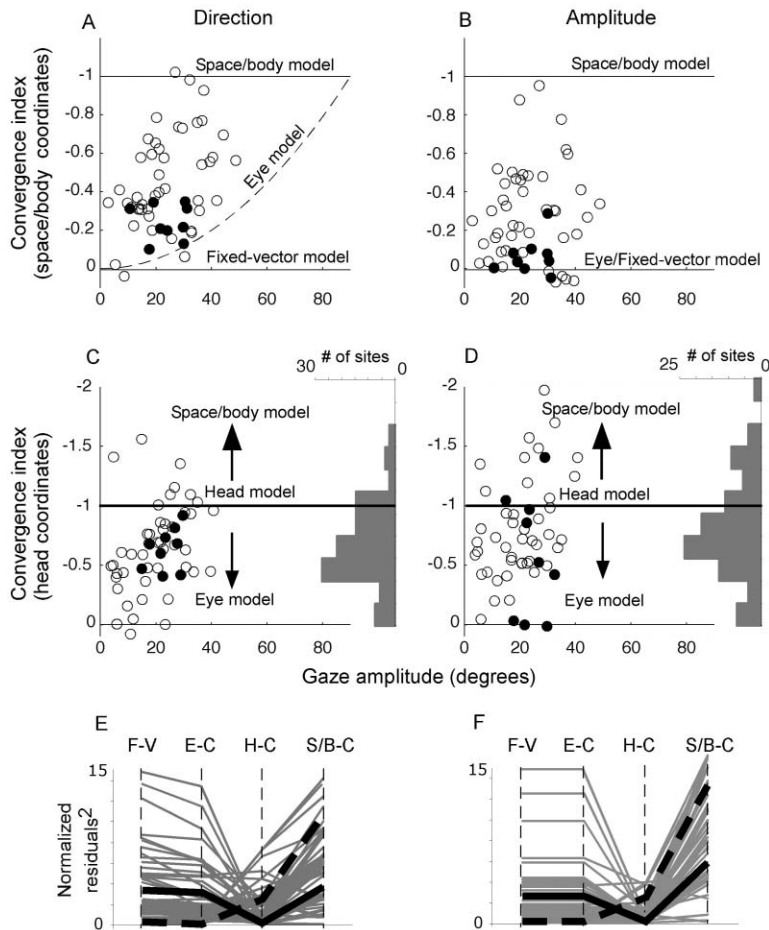 A Direction
B Amplitude
Convergence index
(space/body coordinates)
-1
-0.8
-0.6
-0.4
-0.2
0
Space/body model
Eye model
Fixed-vector model
0 20 40 60 80
Space/body model
Eye/Fixed-vector model
-1
-0.8
-0.6
-0.4
-0.2
0
0 20 40 60 80
C
# of sites
30 0
Convergence index
(head coordinates)
-2
-1.5
-1
-0.5
0
Space/body model
Head model
Eye model
0 20 40 60 80
D
# of sites
25 0
-2
-1.5
-1
-0.5
0
Space/body model
Head model
Eye model
0 20 40 60 80
Gaze amplitude (degrees)
E
F-V E-C H-C S/B-C
15
Normalized
residuals2
0
F
F-V E-C H-C S/B-C
15
0